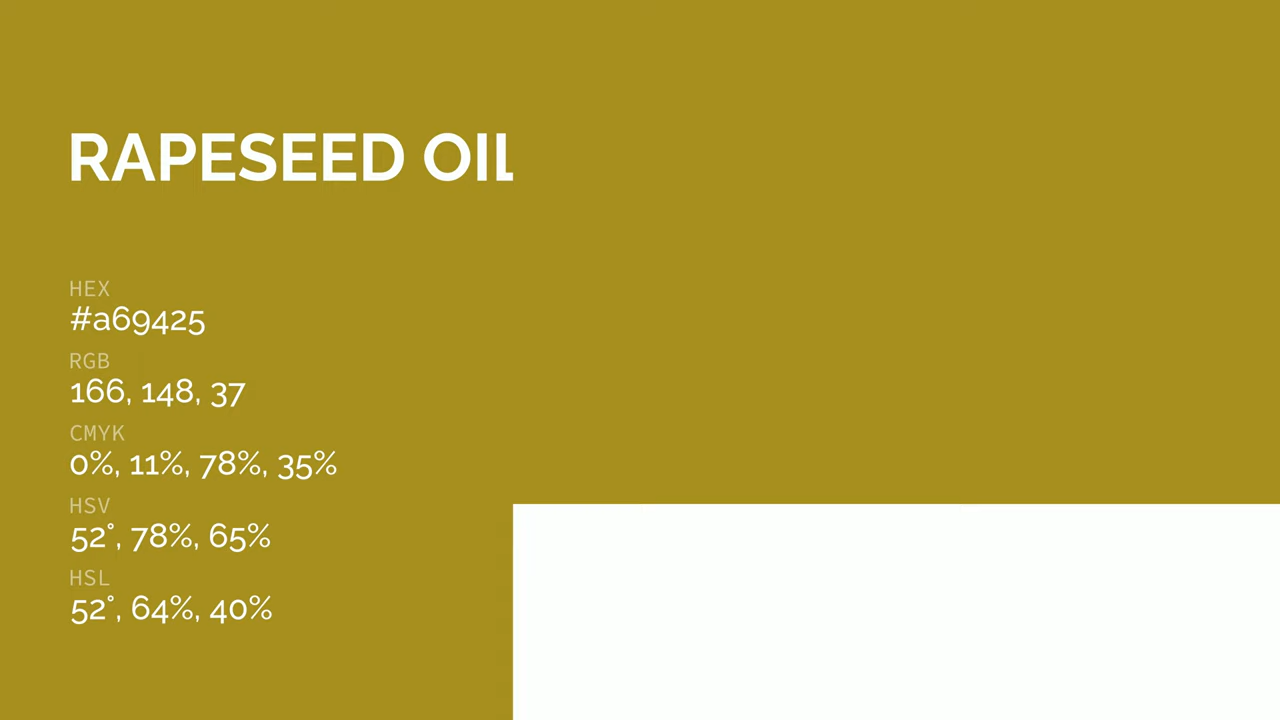 RAPESEED OIL
HEX
#a69425
RGB
166, 148, 37
CMYK
0%, 11%, 78%, 35%
HSV
52°, 78%, 65%
HSL
52°, 64%, 40%